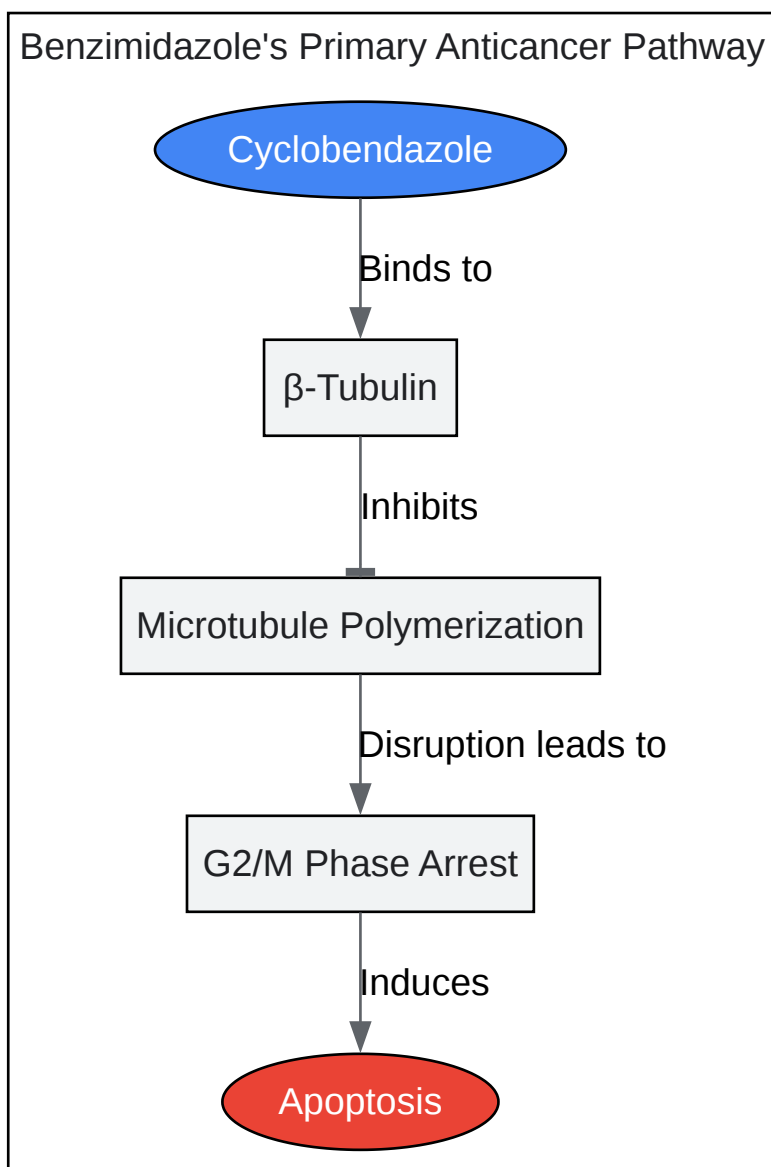 Benzimidazole's Primary Anticancer Pathway
Cyclobendazole
Binds to
β-Tubulin
Inhibits
Microtubule Polymerization
Disruption leads to
G2/M Phase Arrest
Induces
Apoptosis